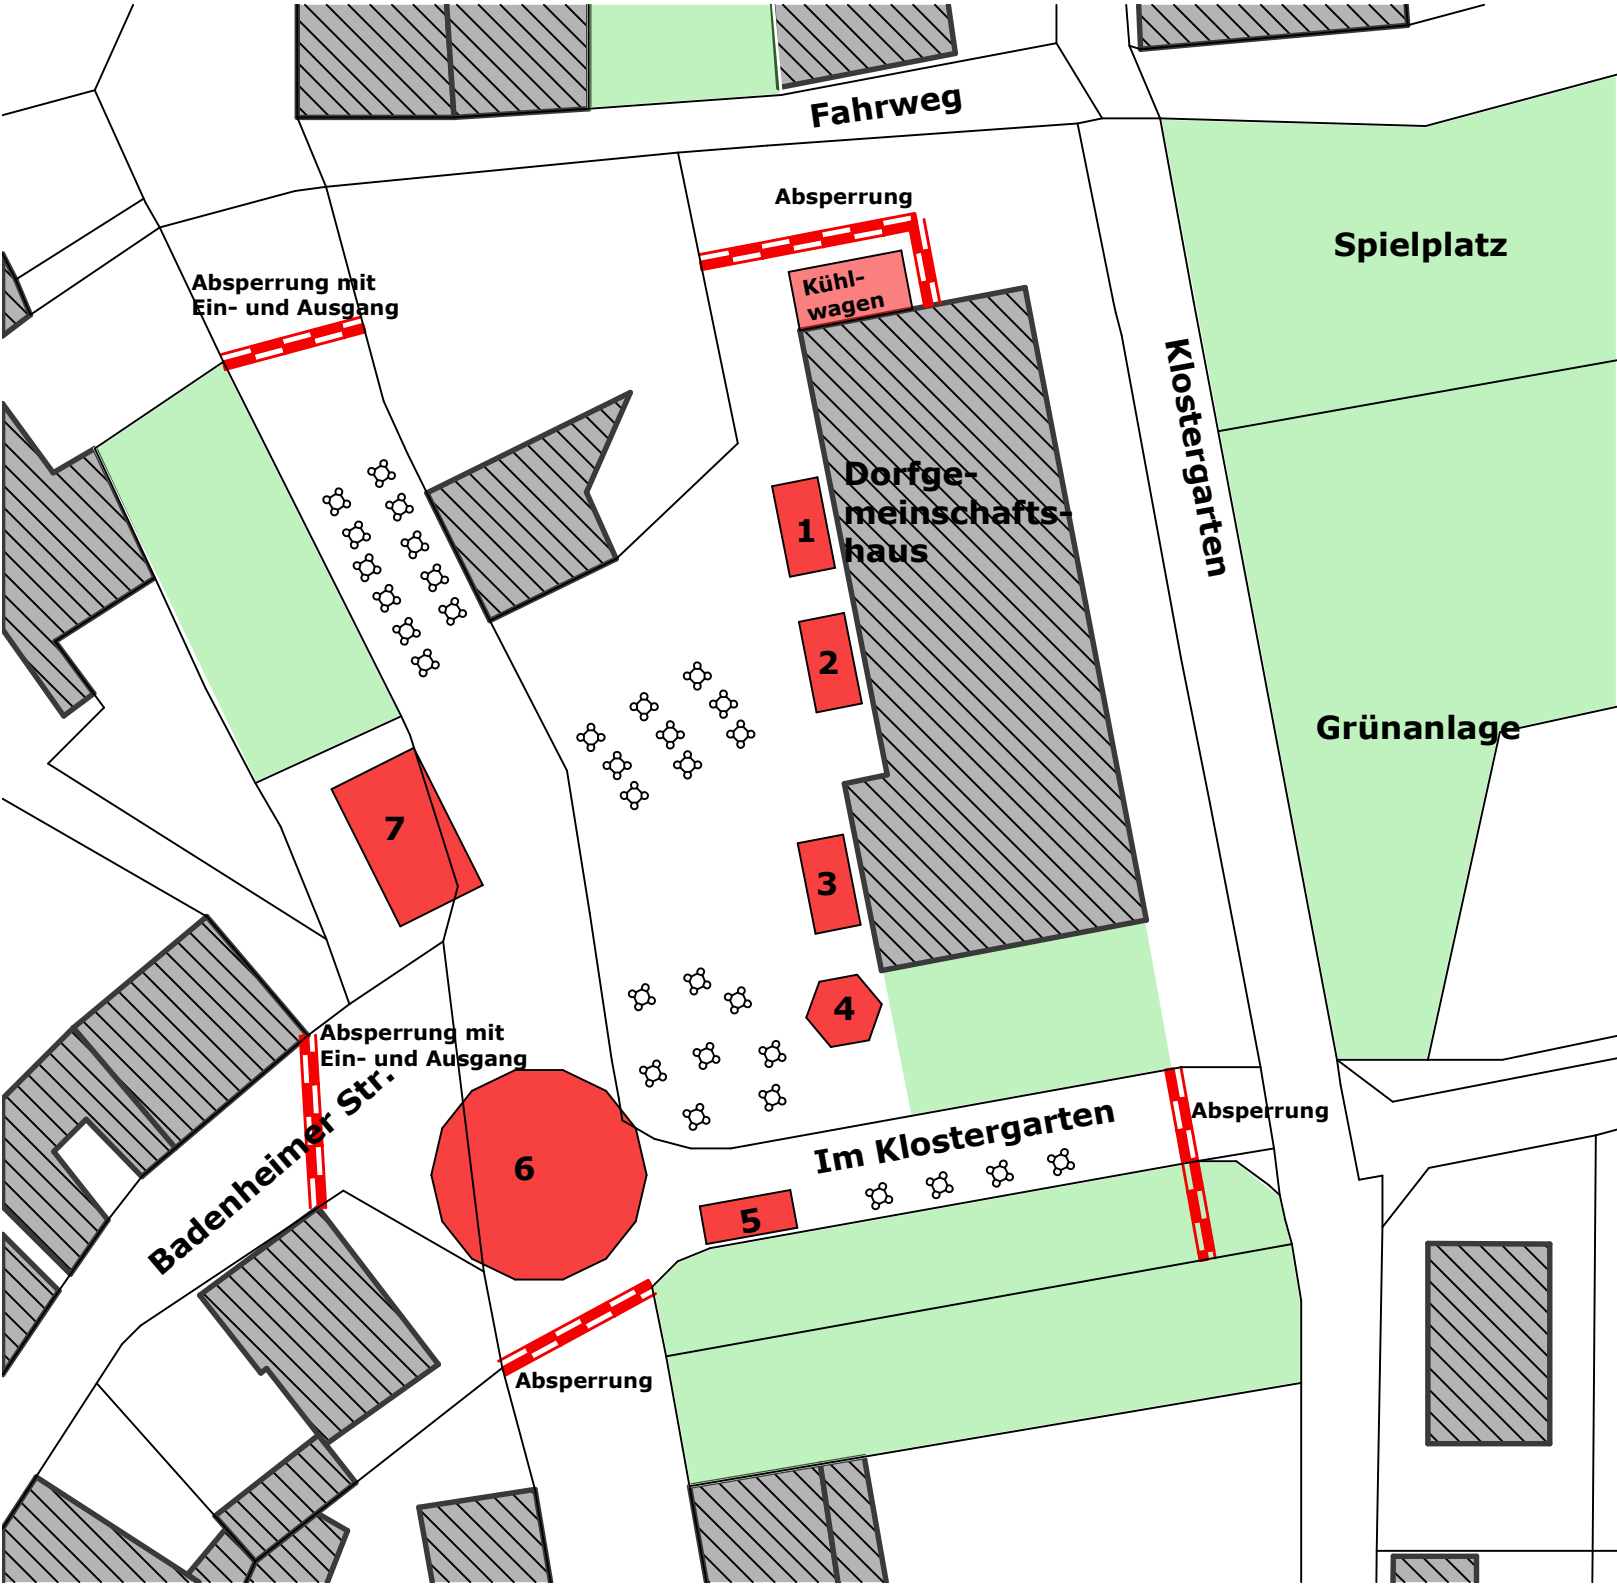 Fahrweg
Absperrung
Spielplatz
Absperrung mit
Ein- und Ausgang
Kühl-
wagen
Klostergarten
Dorfge-
meinschafts-
haus
1
2
Grünanlage
7
3
4
Absperrung mit
Ein- und Ausgang
Badenheimer Str.
Im Klostergarten
Absperrung
6
5
Absperrung